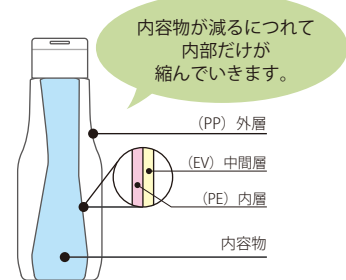 内容物が減るにつれて
内部だけが
縮んでいきます。
(PP) 外層
(EV) 中間層
(PE) 内層
内容物